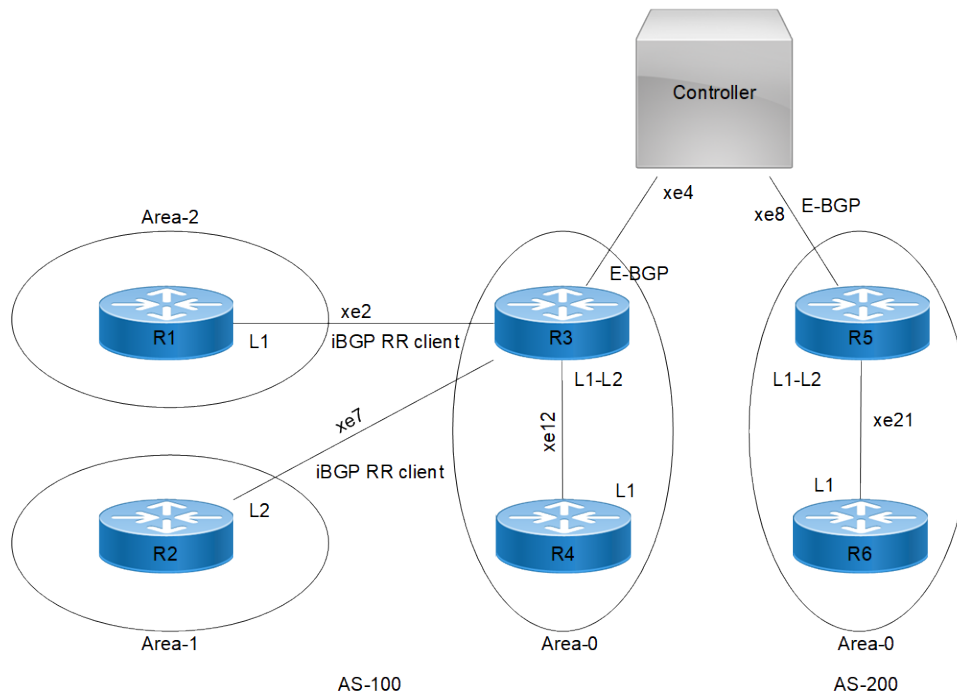 Controller
xe4
xe8
E-BGP
Area-2
E-BGP
xe2
R1
L1
iBGP RR client
R3
R5
L1-L2
L1-L2
xe7
xe12
xe21
iBGP RR client
L2
L1
L1
R2
R4
R6
Area-1
Area-0
Area-0
AS-100
AS-200